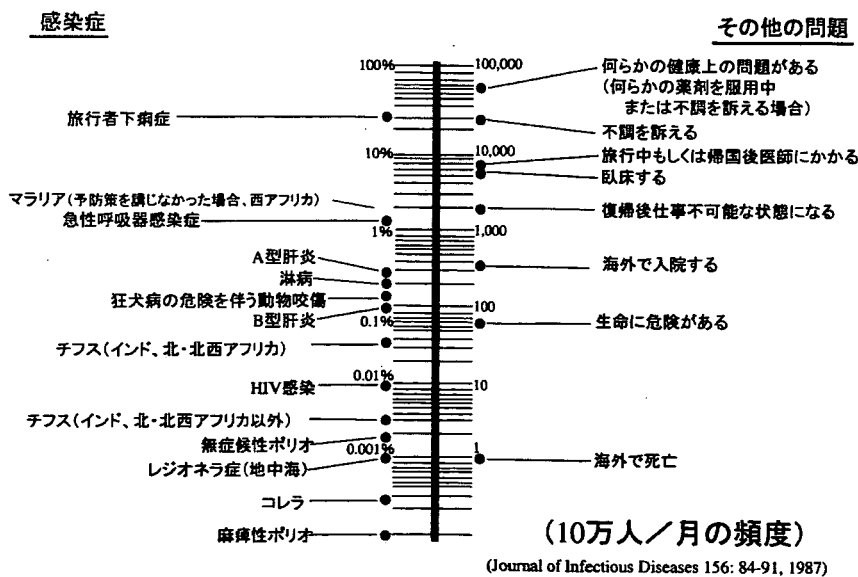 感染症
その他の問題
100%
100,000
何らかの健康上の問題がある
(何らかの薬剤を服用中
または不調を訴える場合)
旅行者下痢症
不調を訴える
10%
10,000
旅行中もしくは帰国後医師にかかる
臥床する
マラリア(予防策を講じなかった場合、西アフリカ)
急性呼吸器感染症
復帰後仕事不可能な状態になる
1%
1,000
A型肝炎
海外で入院する
淋病
狂犬病の危険を伴う動物咬傷
100
B型肝炎
0.1%
生命に危険がある
チフス(インド、北・北西アフリカ)
0.01%
HIV感染
10
チフス(インド、北・北西アフリカ以外)
無症候性ポリオ
0.001%
1
レジオネラ症(地中海)
海外で死亡
コレラ
麻痺性ポリオ
(10万人/月の頻度)
(Journal of Infectious Diseases 156: 84-91, 1987)